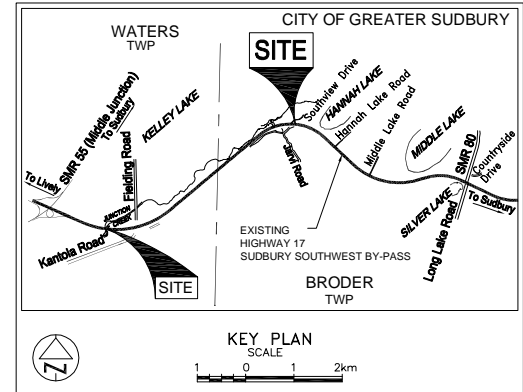 CITY OF GREATER SUDBURY
WATERS
TWP
SITE
SMR 55 (Middle Junction)
To Sudbury
KELLEY LAKE
Southview Drive
HANNAH LAKE
Hannah Lake Road
Middle Lake Road
MIDDLE LAKE
SMR 80
Countryside
Drive
To Lively
Fielding Road
JUNCTION
CREEK
Kantola Road
Jarvi Road
SILVER LAKE
Long Lake Road
To Sudbury
EXISTING
HIGHWAY 17
SUDBURY SOUTHWEST BY-PASS
SITE
BRODER
TWP
N
KEY PLAN
SCALE
1 0 1 2km